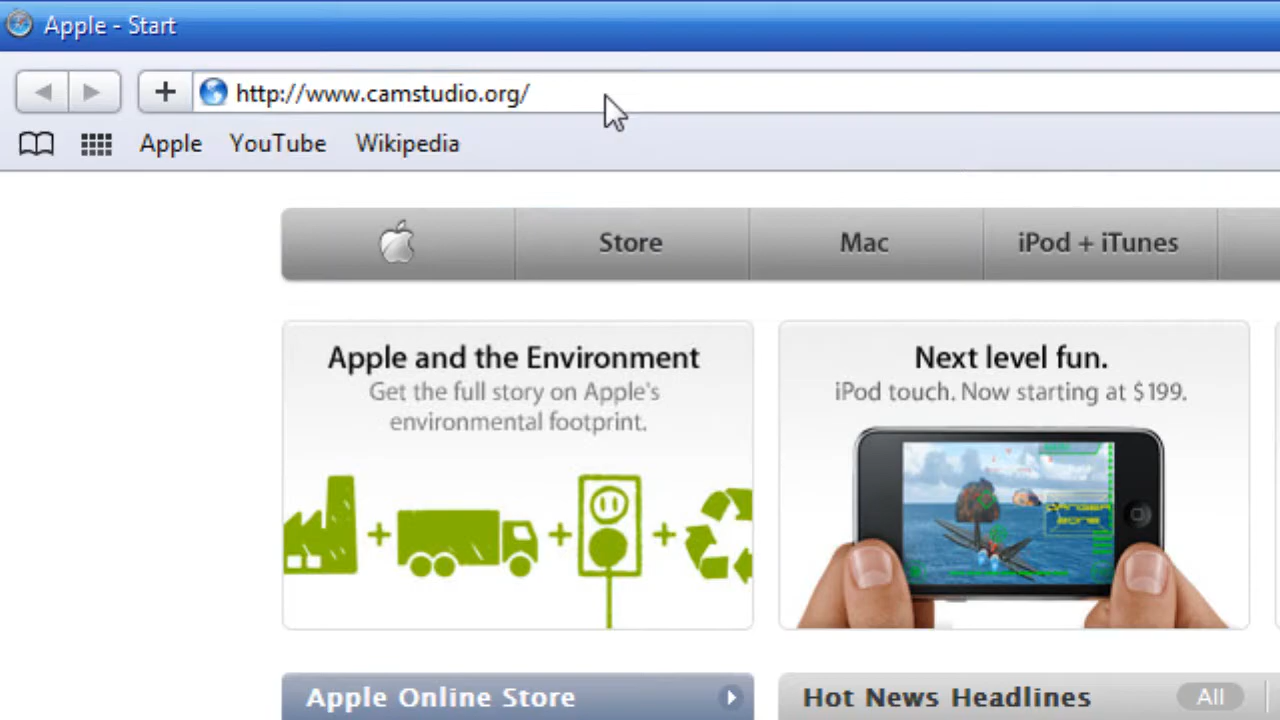 Apple - Start
http://www.camstudio.org/
Apple YouTube Wikipedia
Store Mac iPod + iTunes
Apple and the Environment
Get the full story on Apple's
environmental footprint.
Next level fun.
iPod touch. Now starting at $199.
DANGER
ZONE
Apple Online Store
Hot News Headlines All